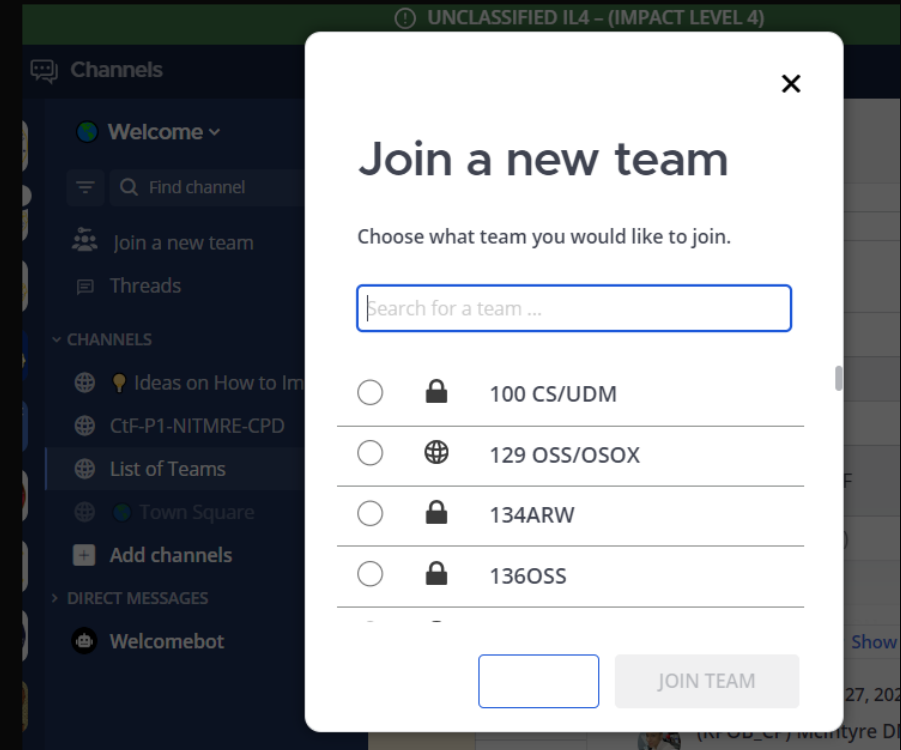 UNCLASSIFIED IL4 – (IMPACT LEVEL 4)
Channels
Welcome
Find channel
Join a new team
Threads
CHANNELS
Ideas on How to Im
CtF-P1-NITMRE-CPD
List of Teams
Town Square
Add channels
DIRECT MESSAGES
Welcomebot
Join a new team
Choose what team you would like to join.
Search for a team ...
100 CS/UDM
129 OSS/OSOX
134ARW
136OSS
JOIN TEAM
Show
27, 202
McIntyre